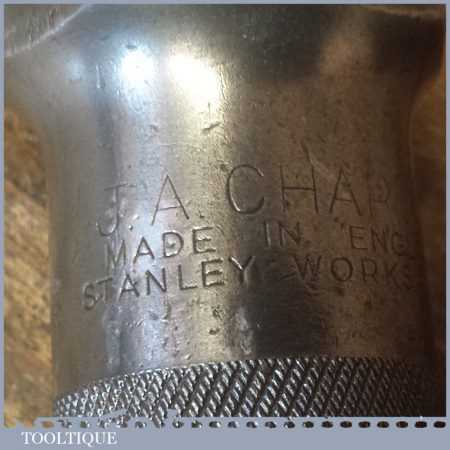 J. A. CHAP
MADE IN ENG
STANLEY WORKS
TOOLTIQUE